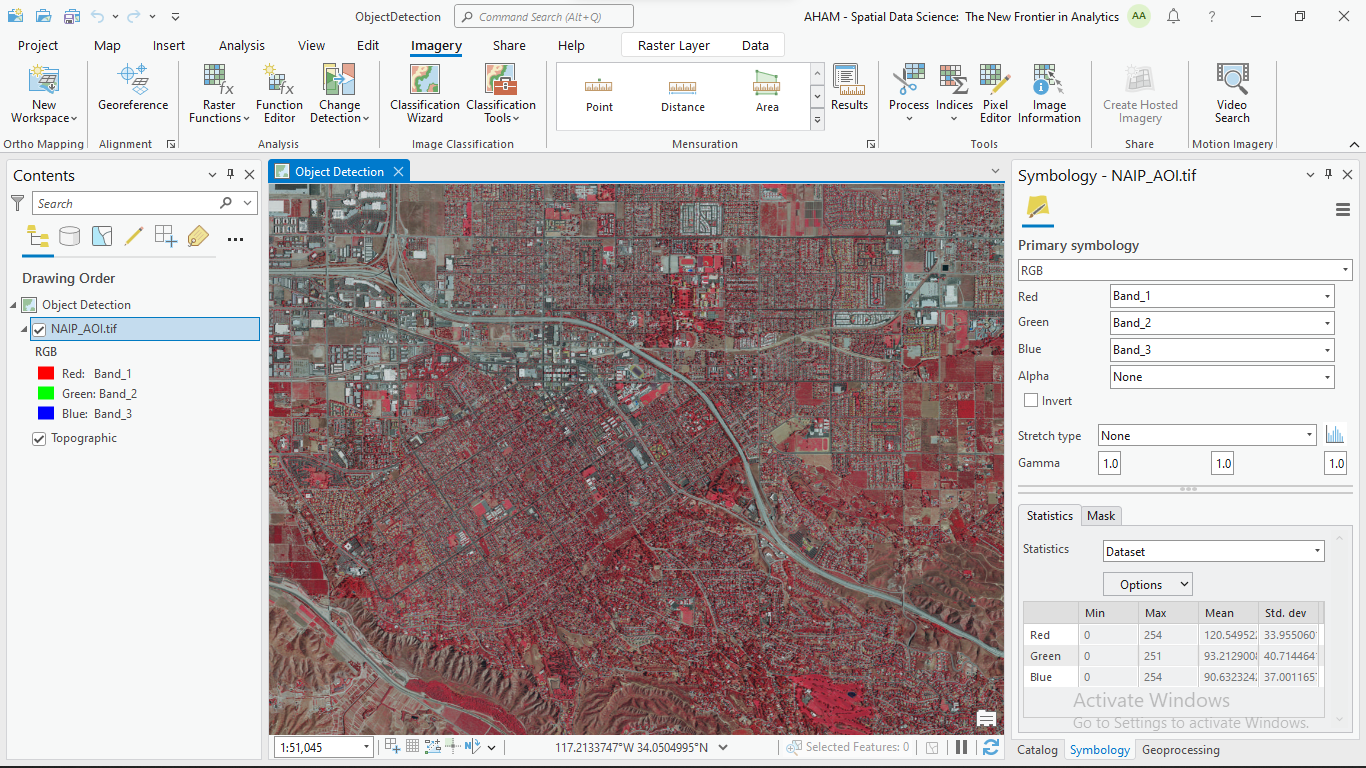 ObjectDetection
Command Search (Alt+Q)
AHAM - Spatial Data Science: The New Frontier in Analytics
AA
?
Project Map Insert Analysis View Edit Imagery Share Help Raster Layer Data
New Workspace
Georeference
Raster Functions
Function Editor
Change Detection
Classification Wizard
Classification Tools
Point
Distance
Area
Results
Process
Indices
Pixel Editor
Image Information
Create Hosted Imagery
Video Search
Ortho Mapping
Alignment
Analysis
Image Classification
Mensuration
Tools
Share
Motion Imagery
Contents
Search
Drawing Order
Object Detection
NAIP_AOI.tif
RGB
Red: Band_1
Green: Band_2
Blue: Band_3
Topographic
Object Detection
1:51,045
117.2133747°W 34.0504995°N
Selected Features: 0
Symbology - NAIP_AOI.tif
Primary symbology
RGB
Red Band_1
Green Band_2
Blue Band_3
Alpha None
Invert
Stretch type None
Gamma 1.0 1.0 1.0
Statistics Mask
Statistics Dataset
Options
Min Max Mean Std. dev
Red 0 254 120.549522 33.9550601
Green 0 251 93.2129008 40.7144641
Blue 0 254 90.6323242 37.0011657
Activate Windows
Go to Settings to activate Windows.
Catalog Symbology Geoprocessing